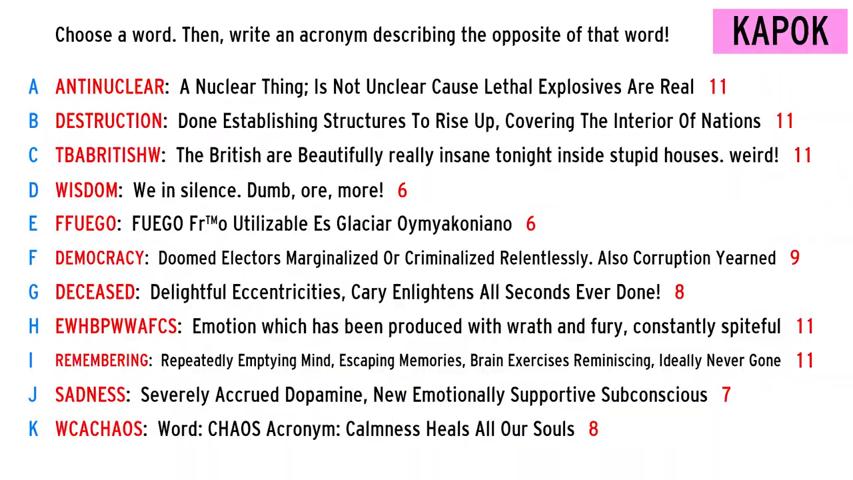 Choose a word. Then, write an acronym describing the opposite of that word!
KAPOK
A ANTINUCLEAR: A Nuclear Thing; Is Not Unclear Cause Lethal Explosives Are Real 11
B DESTRUCTION: Done Establishing Structures To Rise Up, Covering The Interior Of Nations 11
C TBABRITISHW: The British are Beautifully really insane tonight inside stupid houses. weird! 11
D WISDOM: We in silence. Dumb, ore, more! 6
E FFUEGO: FUEGO Fr™o Utilizable Es Glaciar Oymyakoniano 6
F DEMOCRACY: Doomed Electors Marginalized Or Criminalized Relentlessly. Also Corruption Yearned 9
G DECEASED: Delightful Eccentricities, Cary Enlightens All Seconds Ever Done! 8
H EWHBPWWAFCS: Emotion which has been produced with wrath and fury, constantly spiteful 11
I REMEMBERING: Repeatedly Emptying Mind, Escaping Memories, Brain Exercises Reminiscing, Ideally Never Gone 11
J SADNESS: Severely Accrued Dopamine, New Emotionally Supportive Subconscious 7
K WCACHAOS: Word: CHAOS Acronym: Calmness Heals All Our Souls 8